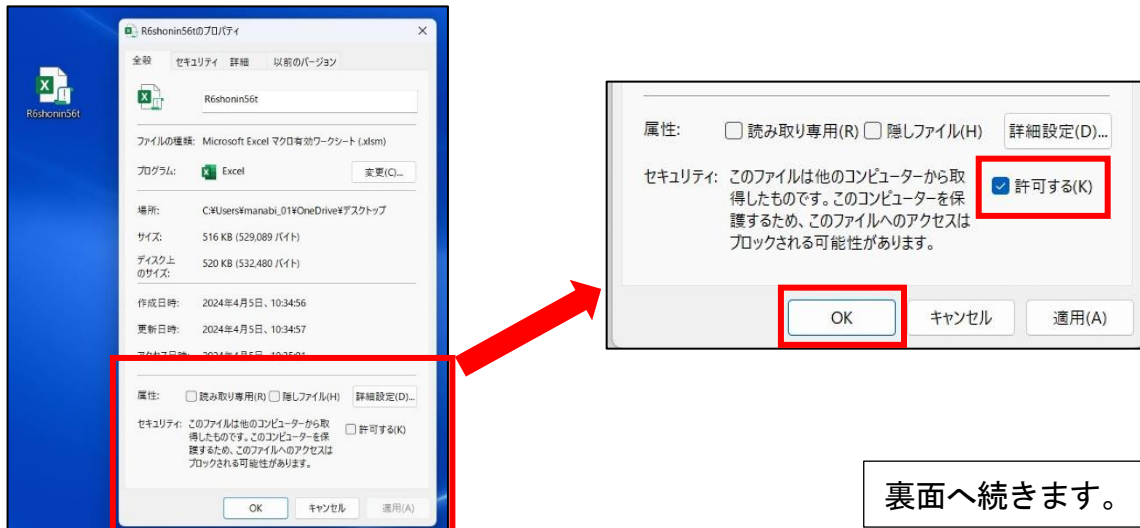 R6shonin56t
R6shonin56tのプロパティ
全般 セキュリティ 詳細 以前のバージョン
R6shonin56t
ファイルの種類: Microsoft Excel マクロ有効ワークシート (.xlsm)
プログラム: Excel 変更(C)...
場所: C:¥Users¥manabi_01¥OneDrive¥デスクトップ
サイズ: 516 KB (529,089 バイト)
ディスク上
のサイズ: 520 KB (532,480 バイト)
作成日時: 2024年4月5日、10:34:56
更新日時: 2024年4月5日、10:34:57
アクセス日時: 2024年4月5日、10:35:01
属性: 読み取り専用(R) 隠しファイル(H) 詳細設定(D)...
セキュリティ: このファイルは他のコンピューターから取
得したものです。このコンピューターを保
護するため、このファイルへのアクセスは
ブロックされる可能性があります。
許可する(K)
OK キャンセル 適用(A)
属性: 読み取り専用(R) 隠しファイル(H) 詳細設定(D)...
セキュリティ: このファイルは他のコンピューターから取
得したものです。このコンピューターを保
護するため、このファイルへのアクセスは
ブロックされる可能性があります。
許可する(K)
OK キャンセル 適用(A)
裏面へ続きます。